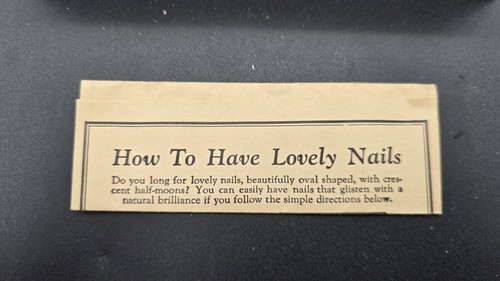 How To Have Lovely Nails
Do you long for lovely nails, beautifully oval shaped, with cres-
cent half-moons? You can easily have nails that glisten with a
natural brilliance if you follow the simple directions below.